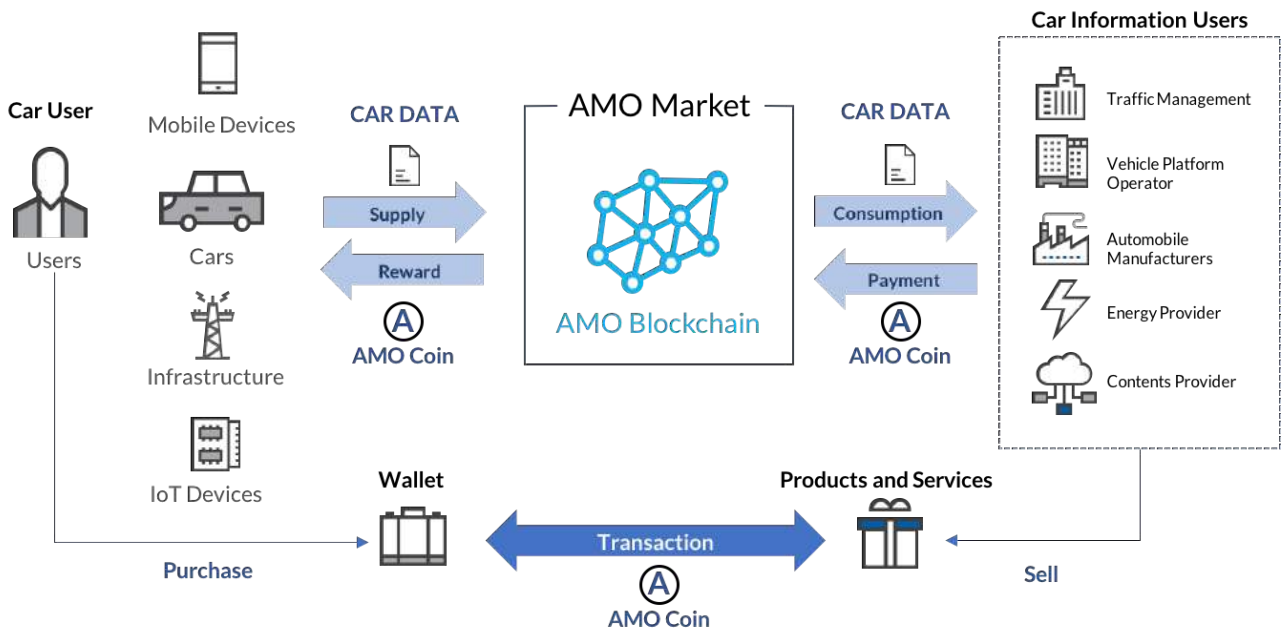 Car Information Users
Car User
Users
Mobile Devices
Cars
Infrastructure
IoT Devices
CAR DATA
Supply
Reward
A
AMO Coin
AMO Market
AMO Blockchain
CAR DATA
Consumption
Payment
A
AMO Coin
Traffic Management
Vehicle Platform
Operator
Automobile
Manufacturers
Energy Provider
Contents Provider
Wallet
Products and Services
Transaction
Purchase
Sell
A
AMO Coin